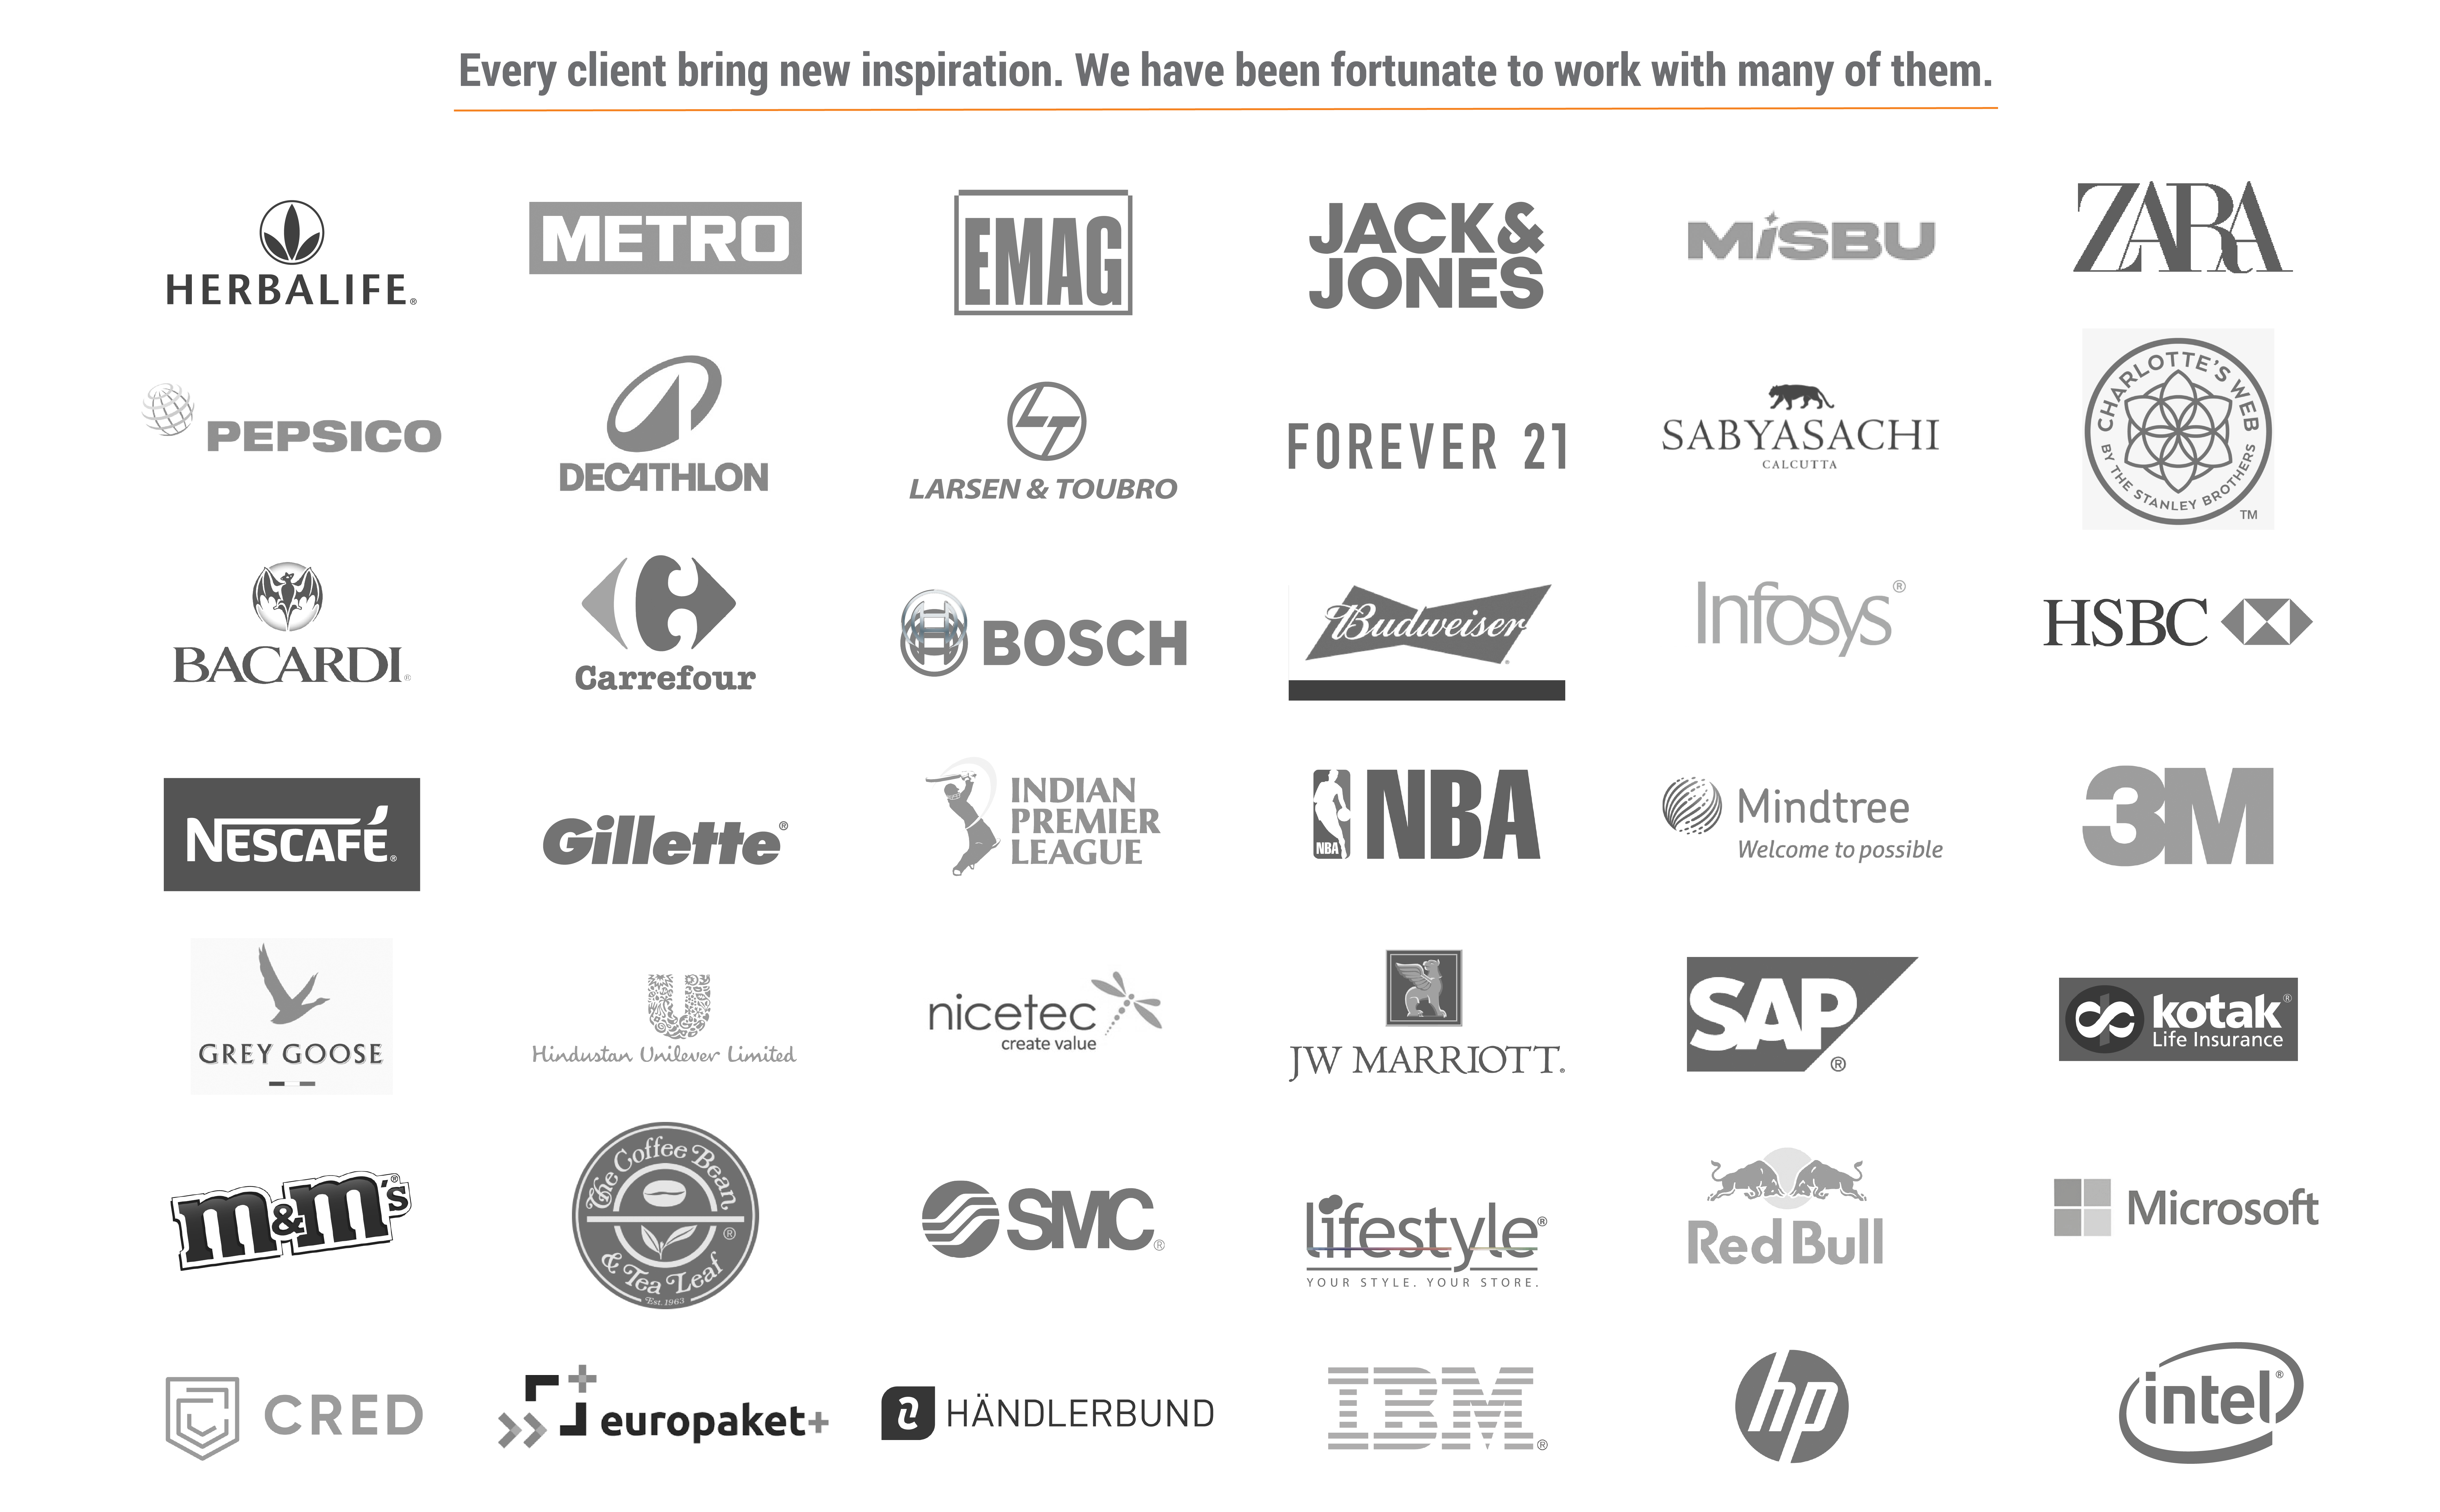 Every client bring new inspiration. We have been fortunate to work with many of them.
HERBALIFE®
METRO
EMAG
JACK&
JONES
MiSBU
ZARA
PEPSICO
DECATHLON
LT
LARSEN & TOUBRO
FOREVER 21
SABYASACHI
CALCUTTA
CHARLOTTE'S WEB
BY THE STANLEY BROTHERS
TM
BACARDI®
Carrefour
BOSCH
Budweiser®
Infosys®
HSBC
NESCAFÉ®
Gillette®
INDIAN
PREMIER
LEAGUE
NBA
NBA
Mindtree
Welcome to possible
3M
GREY GOOSE
Hindustan Unilever Limited
nicetec
create value
JW MARRIOTT®
SAP
®
kotak®
Life Insurance
m&m's®
The Coffee Bean
®
& Tea Leaf
Est. 1963
SMC®
lifestyle®
YOUR STYLE. YOUR STORE.
Red Bull
Microsoft
CRED
europaket+
HÄNDLERBUND
IBM®
hp
intel®